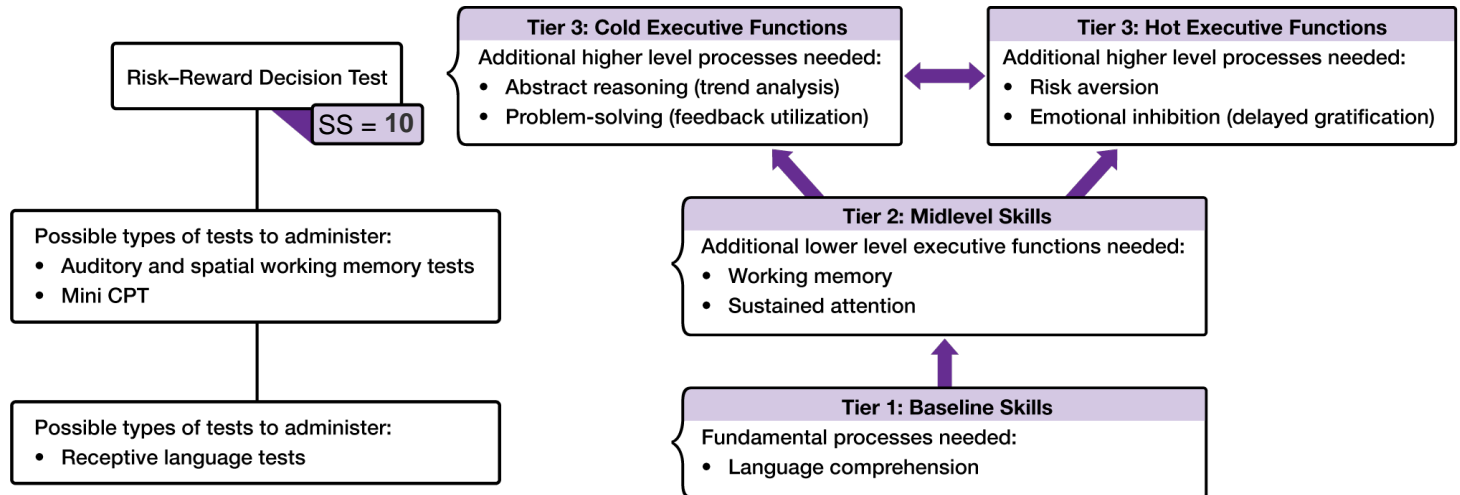 Risk–Reward Decision Test
SS = 10
Possible types of tests to administer:
• Auditory and spatial working memory tests
• Mini CPT
Possible types of tests to administer:
• Receptive language tests
Tier 3: Cold Executive Functions
Additional higher level processes needed:
• Abstract reasoning (trend analysis)
• Problem-solving (feedback utilization)
Tier 3: Hot Executive Functions
Additional higher level processes needed:
• Risk aversion
• Emotional inhibition (delayed gratification)
Tier 2: Midlevel Skills
Additional lower level executive functions needed:
• Working memory
• Sustained attention
Tier 1: Baseline Skills
Fundamental processes needed:
• Language comprehension